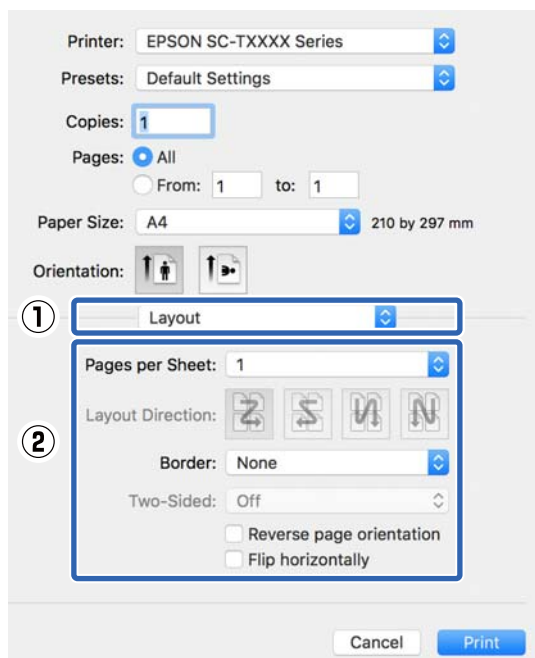 Printer: EPSON SC-TXXXX Series
Presets: Default Settings
Copies: 1
Pages: All
From: 1 to: 1
Paper Size: A4 210 by 297 mm
Orientation:
① Layout
Pages per Sheet: 1
Layout Direction:
②
Border: None
Two-Sided: Off
Reverse page orientation
Flip horizontally
Cancel Print